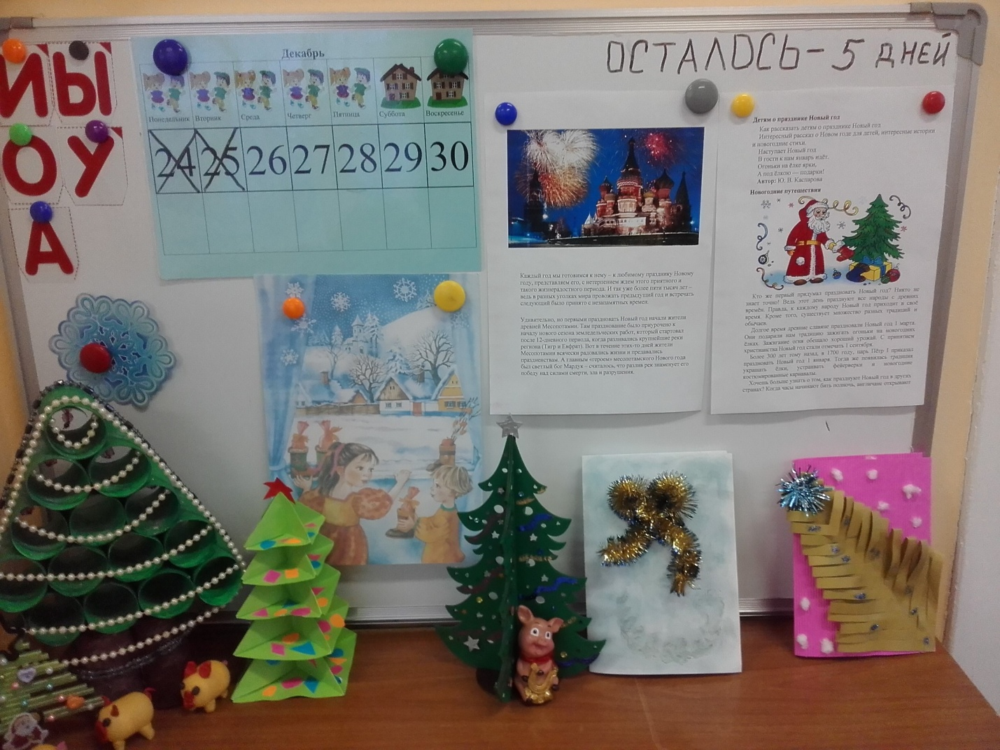 Й Ы
О У
А
Декабрь
Понедельник Вторник Среда Четверг Пятница Суббота Воскресенье
24 25 26 27 28 29 30
ОСТАЛОСЬ - 5 ДНЕЙ
Каждый год мы готовимся к нему – к любимому празднику Новому
году, представляем его, с нетерпением ждем этого приятного и
такого жизнерадостного периода. И так уже более пяти тысяч лет –
ведь в разных уголках мира провожать предыдущий год и встречать
следующий было принято с незапамятных времен.
Удивительно, но первыми праздновать Новый год начали жители
древней Месопотамии. Там празднование было приурочено к
началу нового сезона земледельческих работ, который стартовал
после 12-дневного периода, когда разливались крупнейшие реки
региона (Тигр и Евфрат). Вот в течение этих-то дней жители
Месопотамии всячески радовались жизни и предавались
празднествам. А главным «героем» месопотамского Нового года
был светлый бог Мардук – считалось, что разлив рек знаменует его
победу над силами смерти, зла и разрушения.
Детям о празднике Новый год
Как рассказать детям о празднике Новый год
Интересный рассказ о Новом годе для детей, интересные истории
и новогодние стихи.
Наступает Новый год
В гости к нам январь идёт.
Огоньки на ёлке ярки,
А под ёлкою — подарки!
Автор: Ю. В. Каспарова
Новогодние путешествия
Кто же первый придумал праздновать Новый год? Никто не
знает точно! Ведь этот день празднуют все народы с древних
времён. Правда, к каждому народу Новый год приходит в своё
время. Кроме того, существует множество разных традиций и
обычаев.
Долгое время древние славяне праздновали Новый год 1 марта.
Они подарили нам традицию зажигать огоньки на новогодних
ёлках. Зажигание огня обещало хороший урожай. С принятием
христианства Новый год стали отмечать 1 сентября.
Более 300 лет тому назад, в 1700 году, царь Пётр I приказал
праздновать Новый год 1 января. Тогда же появилась традиция
украшать ёлки, устраивать фейерверки и новогодние
костюмированные карнавалы.
Хочешь больше узнать о том, как празднуют Новый год в других
странах? Когда часы начинают бить полночь, англичане открывают